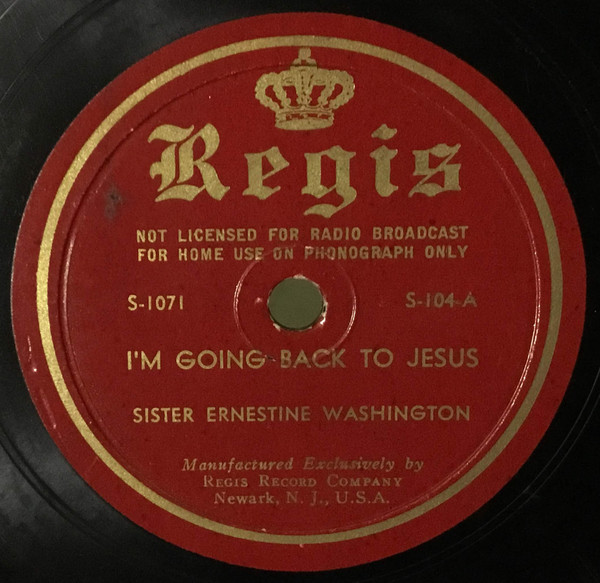 Regis
NOT LICENSED FOR RADIO BROADCAST
FOR HOME USE ON PHONOGRAPH ONLY
S-1071 S-104-A
I'M GOING BACK TO JESUS
SISTER ERNESTINE WASHINGTON
Manufactured Exclusively by
REGIS RECORD COMPANY
Newark, N. J., U.S.A.